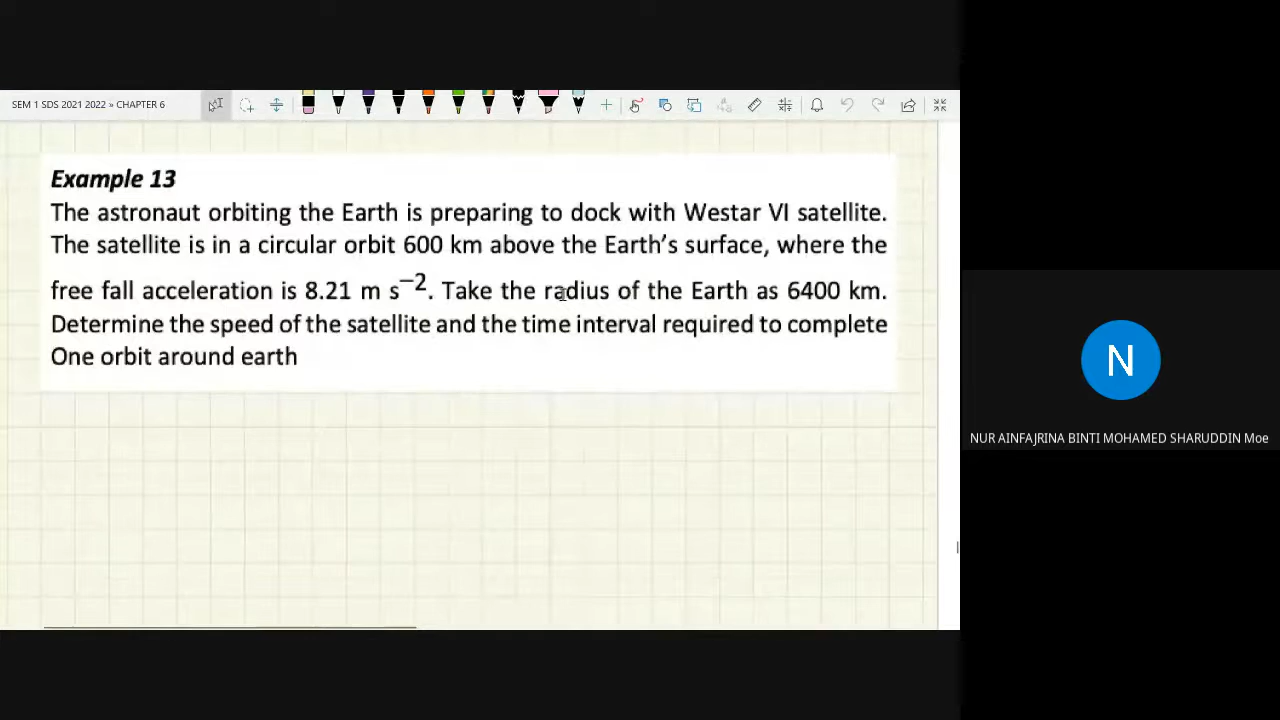 SEM 1 SDS 2021 2022 » CHAPTER 6
Example 13
The astronaut orbiting the Earth is preparing to dock with Westar VI satellite.
The satellite is in a circular orbit 600 km above the Earth’s surface, where the
free fall acceleration is 8.21 m s⁻². Take the radius of the Earth as 6400 km.
Determine the speed of the satellite and the time interval required to complete
One orbit around earth
N
NUR AINFAJRINA BINTI MOHAMED SHARUDDIN Moe